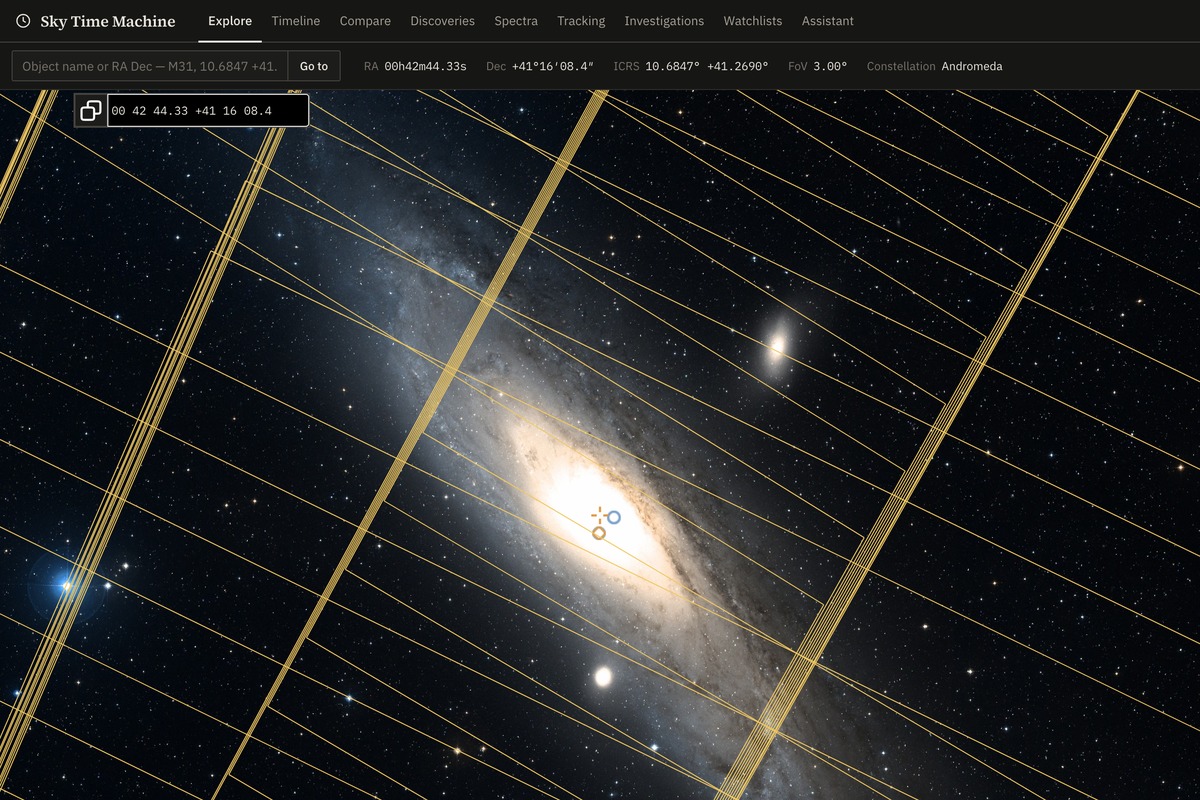 Sky Time Machine Explore Timeline Compare Discoveries Spectra Tracking Investigations Watchlists Assistant
Object name or RA Dec — M31, 10.6847 +41. Go to RA 00h42m44.33s Dec +41°16′08.4″ ICRS 10.6847° +41.2690° FoV 3.00° Constellation Andromeda
00 42 44.33 +41 16 08.4